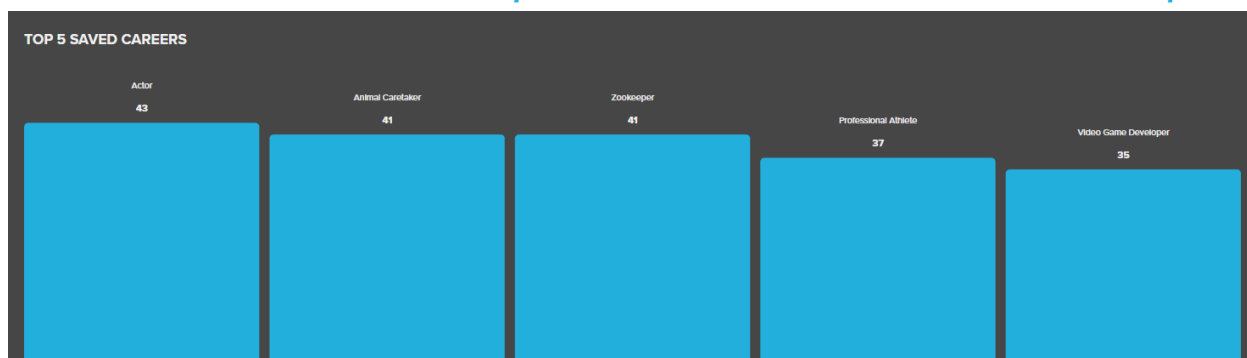 TOP 5 SAVED CAREERS
Actor
43
Animal Caretaker
41
Zookeeper
41
Professional Athlete
37
Video Game Developer
35